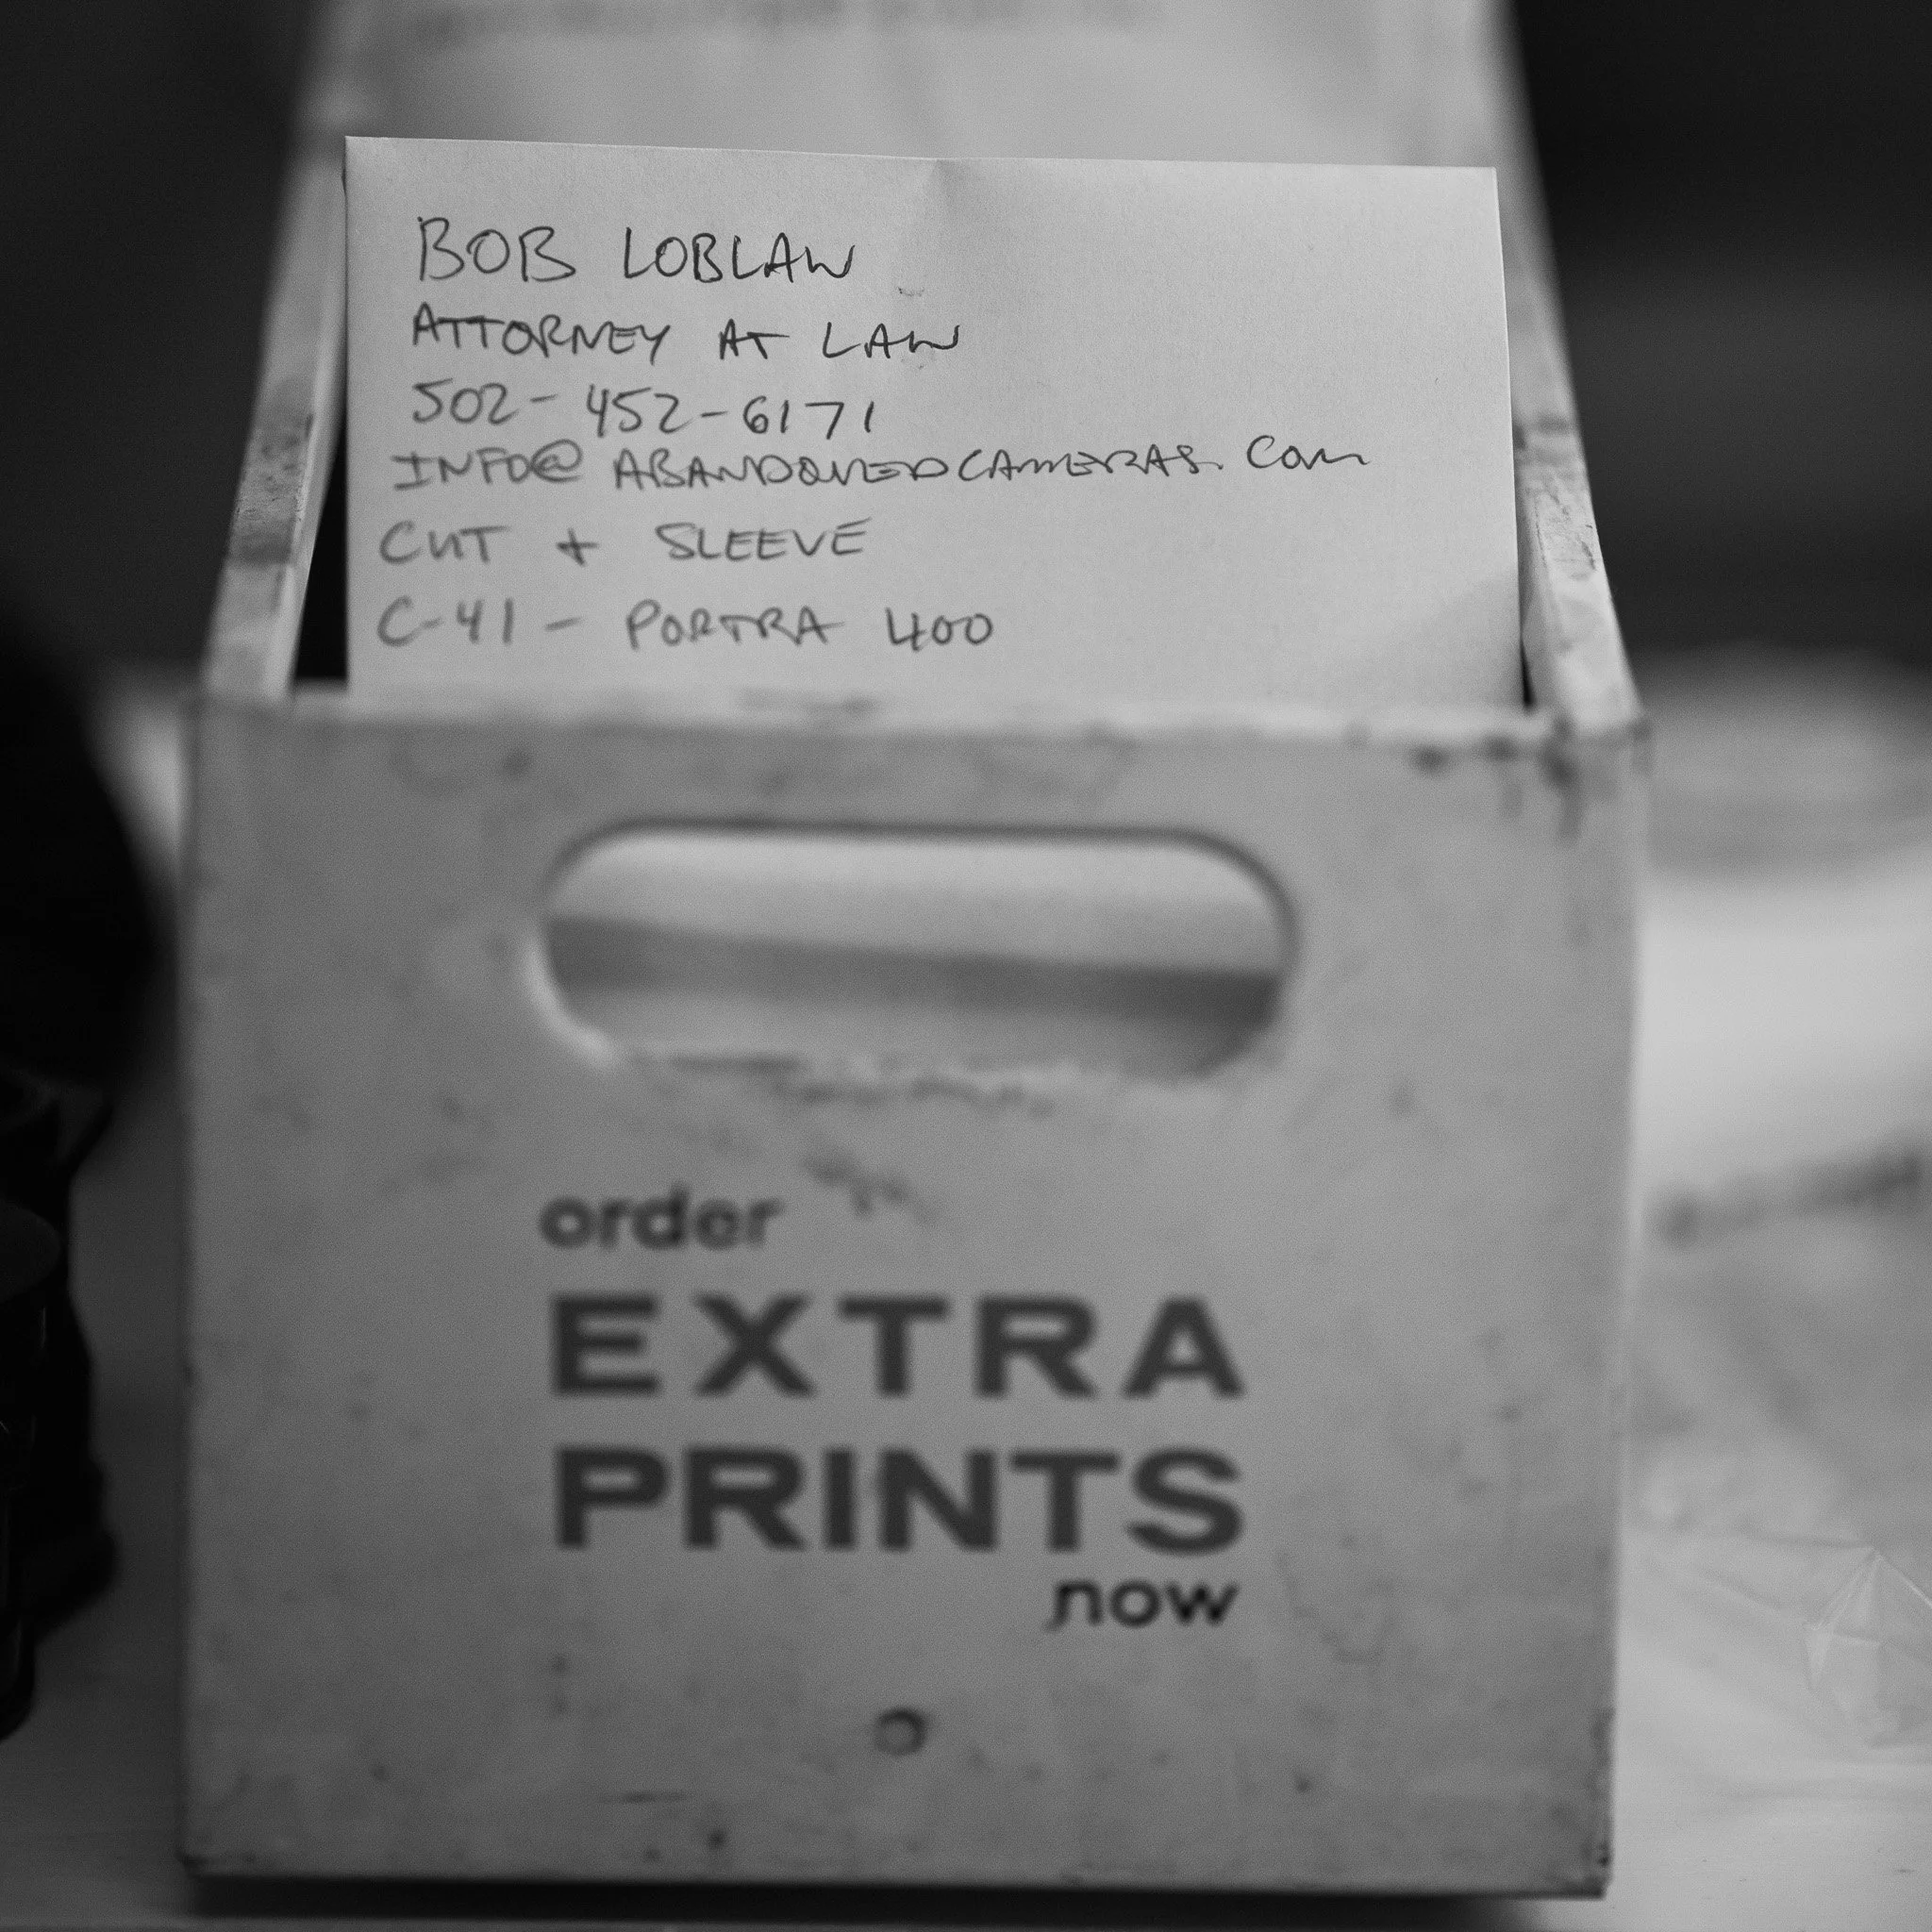 BOB LOBLAW
ATTORNEY AT LAW
502-452-6171
INFO@ABANDONEDCAMERAS.COM
CUT + SLEEVE
C-41 - PORTRA 400
order
EXTRA
PRINTS
now